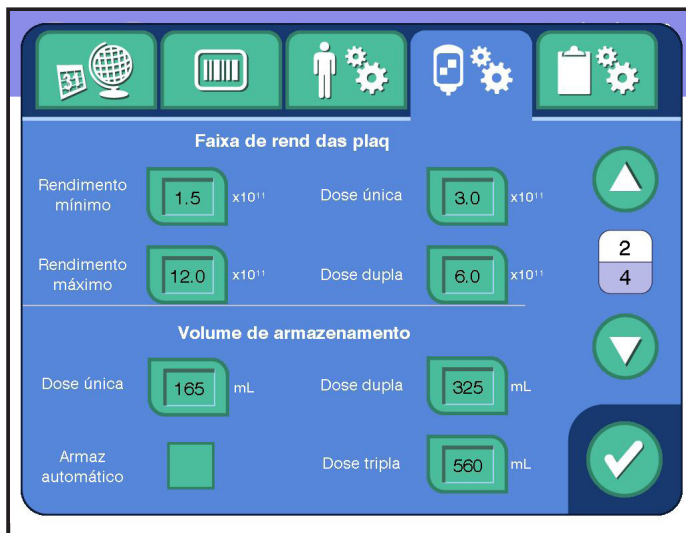 31
Faixa de rend das plaq
Rendimento
mínimo
1.5
x10¹¹
Dose única
3.0
x10¹¹
Rendimento
máximo
12.0
x10¹¹
Dose dupla
6.0
x10¹¹
2
4
Volume de armazenamento
Dose única
165
mL
Dose dupla
325
mL
Armaz
automático
Dose tripla
560
mL